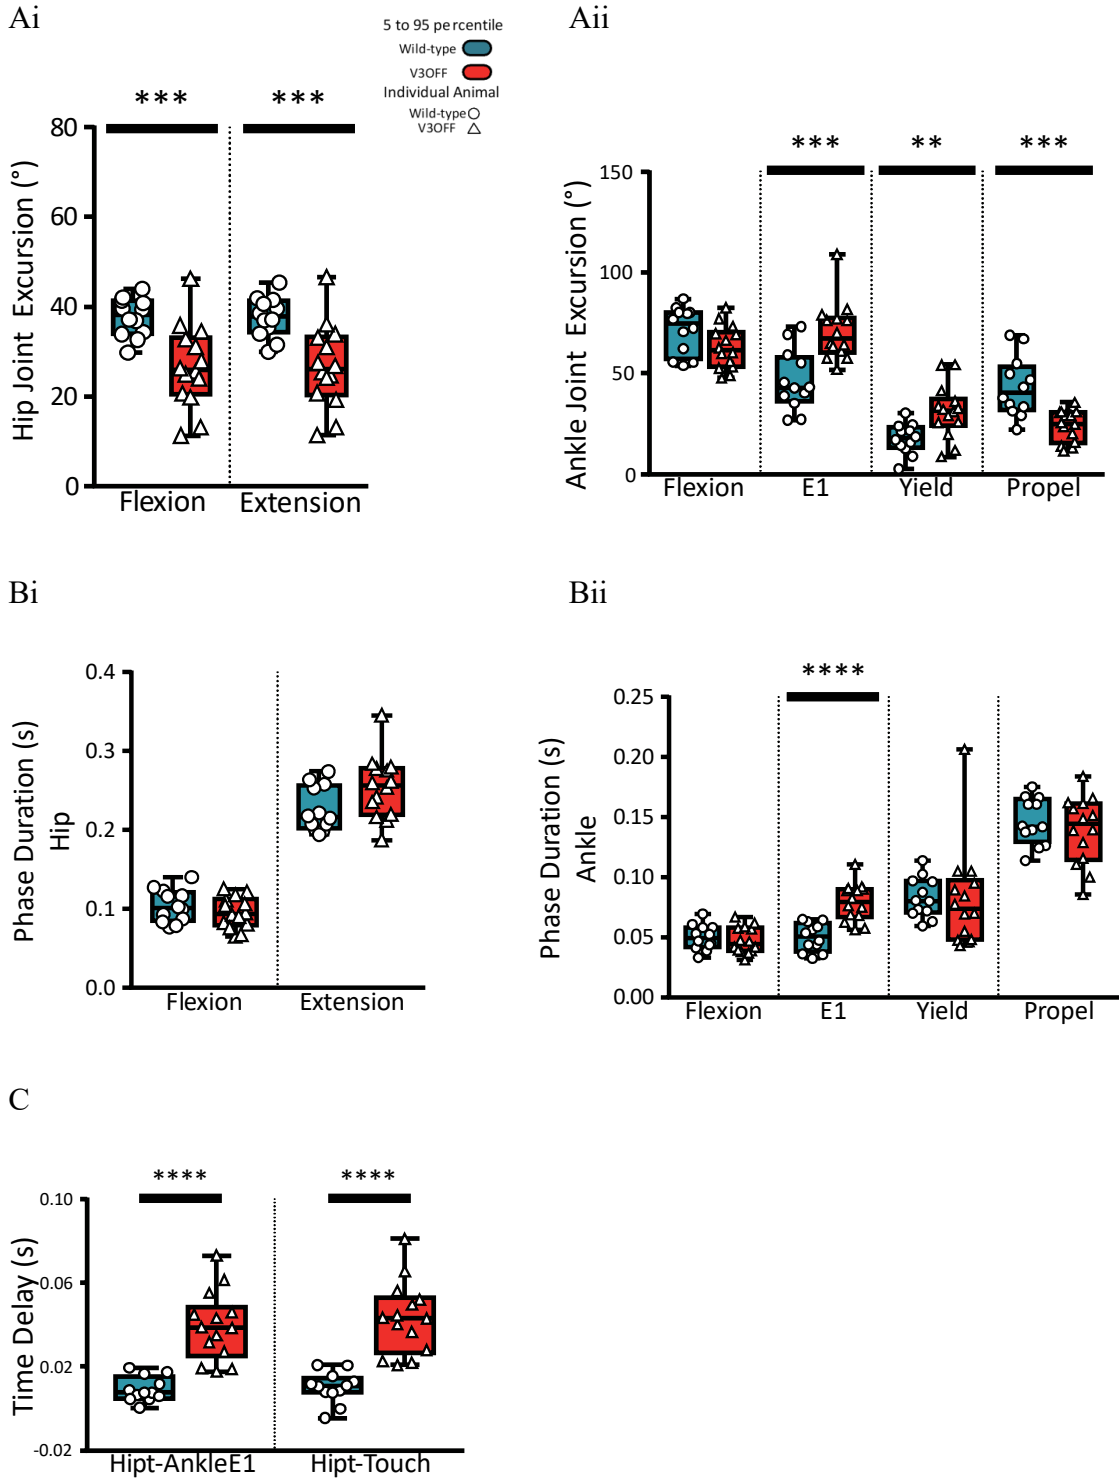 Ai
5 to 95 percentile
Wild-type
V3OFF
Individual Animal
Wild-type
V3OFF
*** ***
80
60
40
20
0
Hip Joint Excursion (°)
Flexion Extension
Aii
*** ** ***
150
100
50
0
Ankle Joint Excursion (°)
Flexion E1 Yield Propel
Bi
0.4
0.3
0.2
0.1
0.0
Phase Duration (s)
Hip
Flexion Extension
Bii
****
0.25
0.20
0.15
0.10
0.05
0.00
Phase Duration (s)
Ankle
Flexion E1 Yield Propel
C
**** ****
0.10
0.06
0.02
-0.02
Time Delay (s)
Hipt-AnkleE1 Hipt-Touch